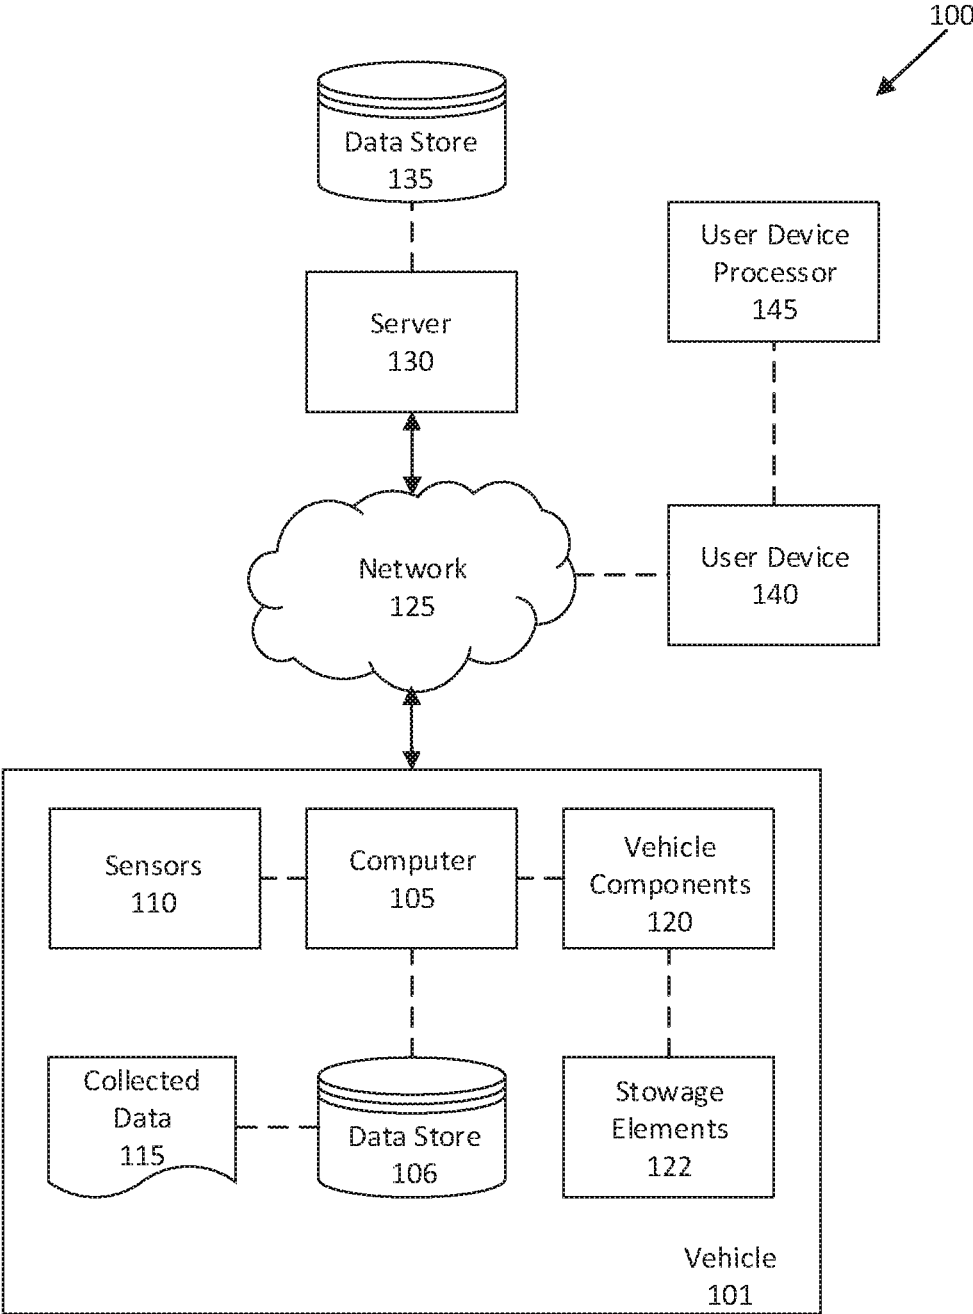 100
Data Store
135
User Device
Processor
145
Server
130
Network
125
User Device
140
Sensors
110
Computer
105
Vehicle
Components
120
Collected
Data
115
Data Store
106
Stowage
Elements
122
Vehicle
101